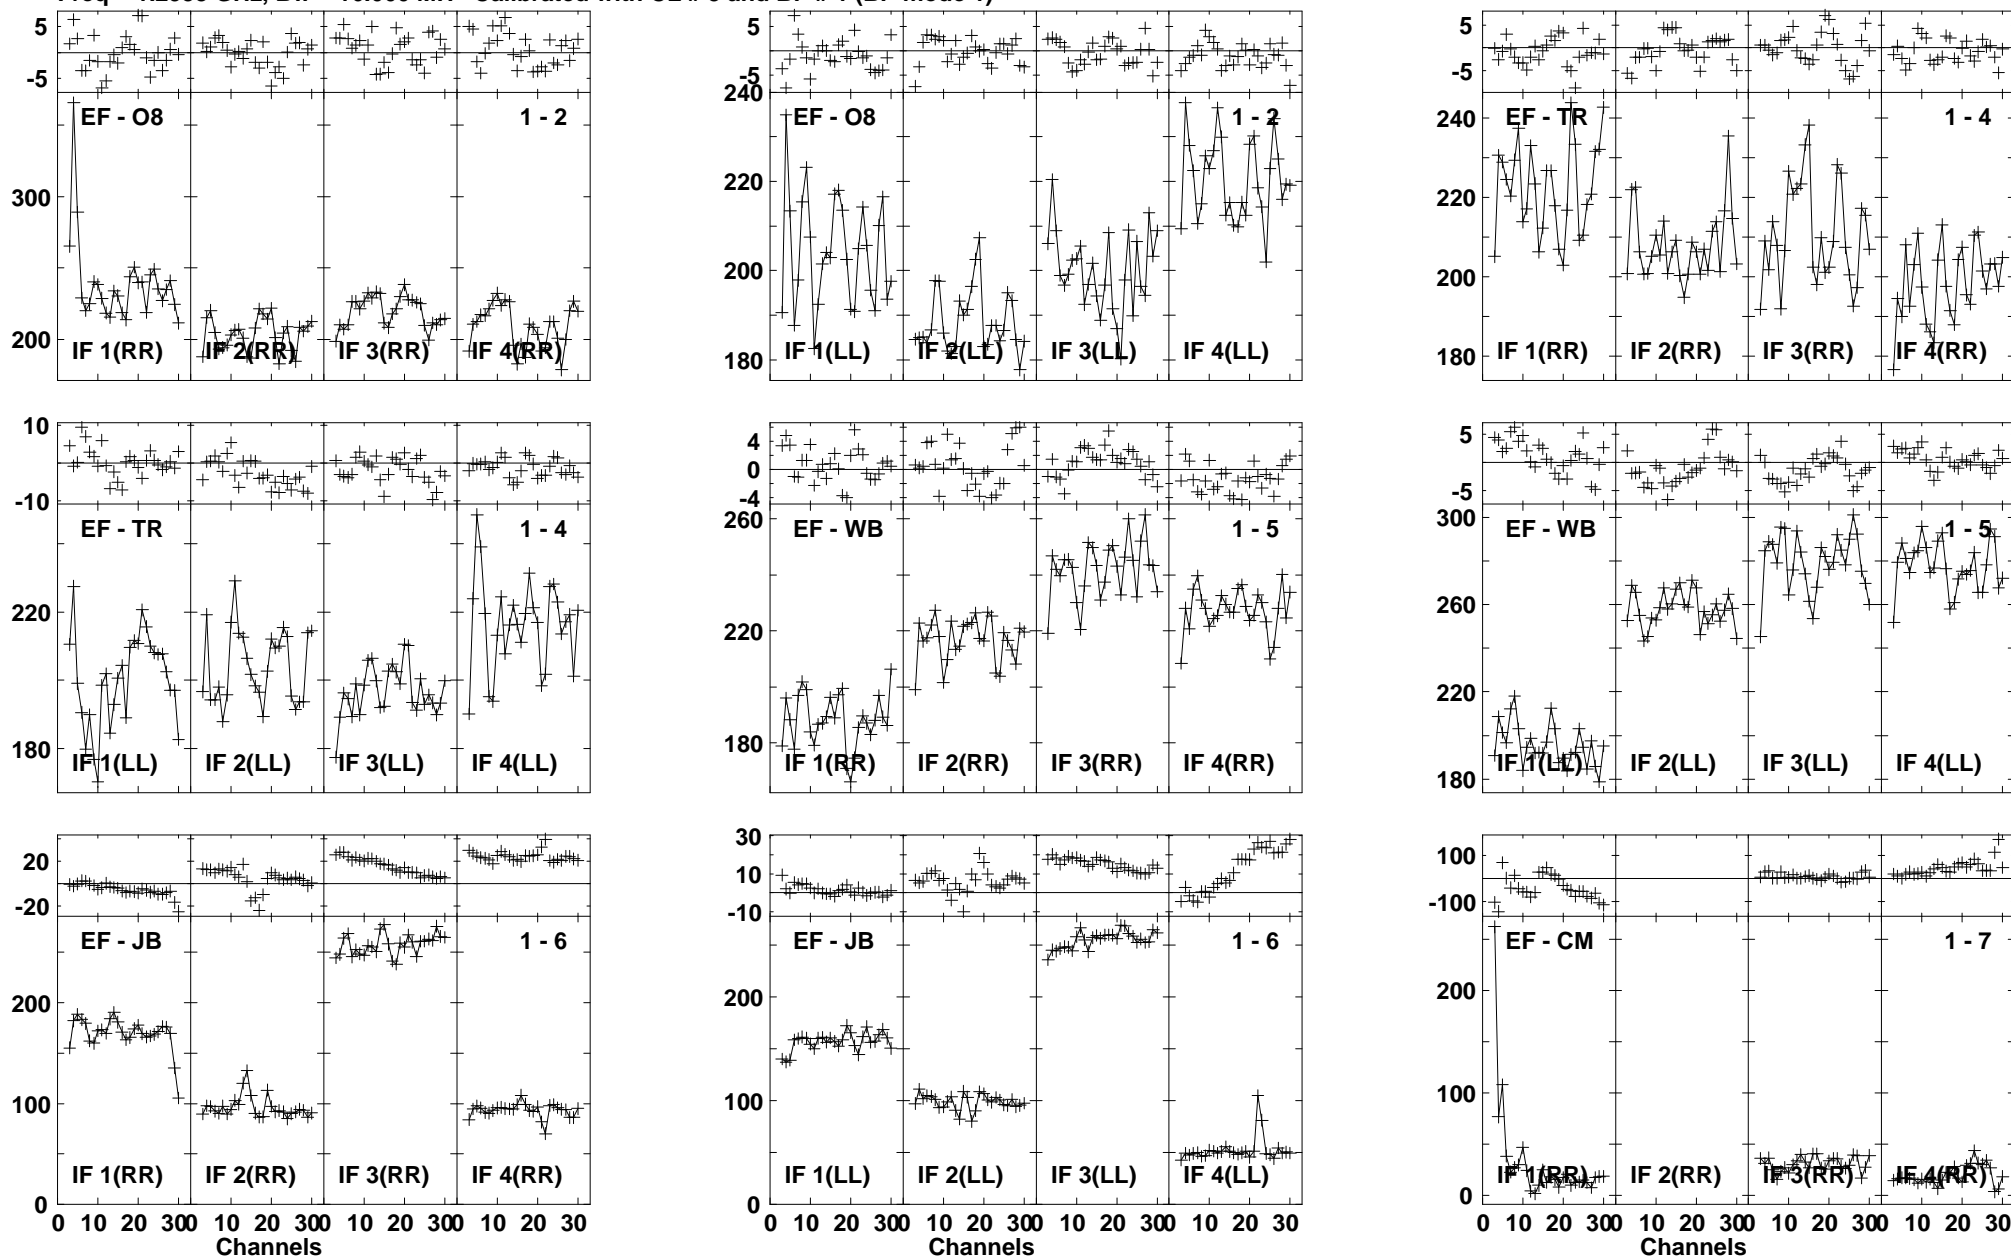 5 5 5
0 0 0
-5 -5 -5
240
EF - O8 1 - 2 EF - O8 1 - 2 EF - TR 1 - 4
240
300 220 220
200 200 200
180 180
IF 1(RR) IF 2(RR) IF 3(RR) IF 4(RR) IF 1(LL) IF 2(LL) IF 3(LL) IF 4(LL) IF 1(RR) IF 2(RR) IF 3(RR) IF 4(RR)
10 4 5
0 0 0
-10 -4 -5
EF - TR 1 - 4 EF - WB 1 - 5 EF - WB 1 - 5
260 300
220 220 260
220
180 180 180
IF 1(LL) IF 2(LL) IF 3(LL) IF 4(LL) IF 1(RR) IF 2(RR) IF 3(RR) IF 4(RR) IF 1(LL) IF 2(LL) IF 3(LL) IF 4(LL)
20 30 100
0 10
-20 -10 -100
EF - JB 1 - 6 EF - JB 1 - 6 EF - CM 1 - 7
200 200 200
100 100 100
IF 1(RR) IF 2(RR) IF 3(RR) IF 4(RR) IF 1(LL) IF 2(LL) IF 3(LL) IF 4(LL) IF 1(RR) IF 2(RR) IF 3(RR) IF 4(RR)
0 0 0
0 10 20 300 10 20 300 10 20 300 10 20 30 0 10 20 300 10 20 300 10 20 300 10 20 30 0 10 20 300 10 20 300 10 20 300 10 20 30
Channels Channels Channels